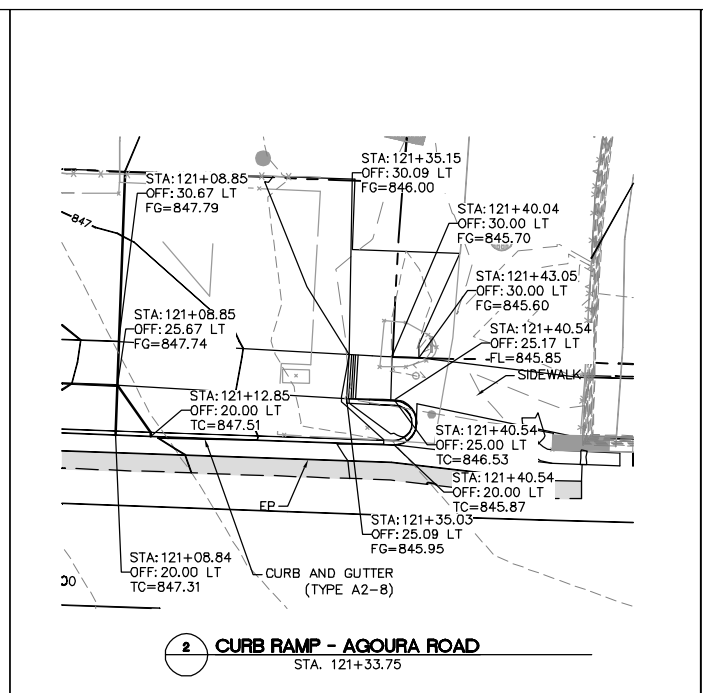 STA: 121+35.15
OFF: 30.09 LT
FG=846.00
STA: 121+08.85
OFF: 30.67 LT
FG=847.79
STA: 121+40.04
OFF: 30.00 LT
FG=845.70
847
STA: 121+43.05
OFF: 30.00 LT
FG=845.60
STA: 121+08.85
OFF: 25.67 LT
FG=847.74
STA: 121+40.54
OFF: 25.17 LT
FL=845.85
SIDEWALK
STA: 121+12.85
OFF: 20.00 LT
TC=847.51
STA: 121+40.54
OFF: 25.00 LT
TC=846.53
STA: 121+40.54
OFF: 20.00 LT
TC=845.87
EP
STA: 121+35.03
OFF: 25.09 LT
FG=845.95
STA: 121+08.84
OFF: 20.00 LT
TC=847.31
00
CURB AND GUTTER
(TYPE A2-8)
2 CURB RAMP - AGOURA ROAD
STA. 121+33.75